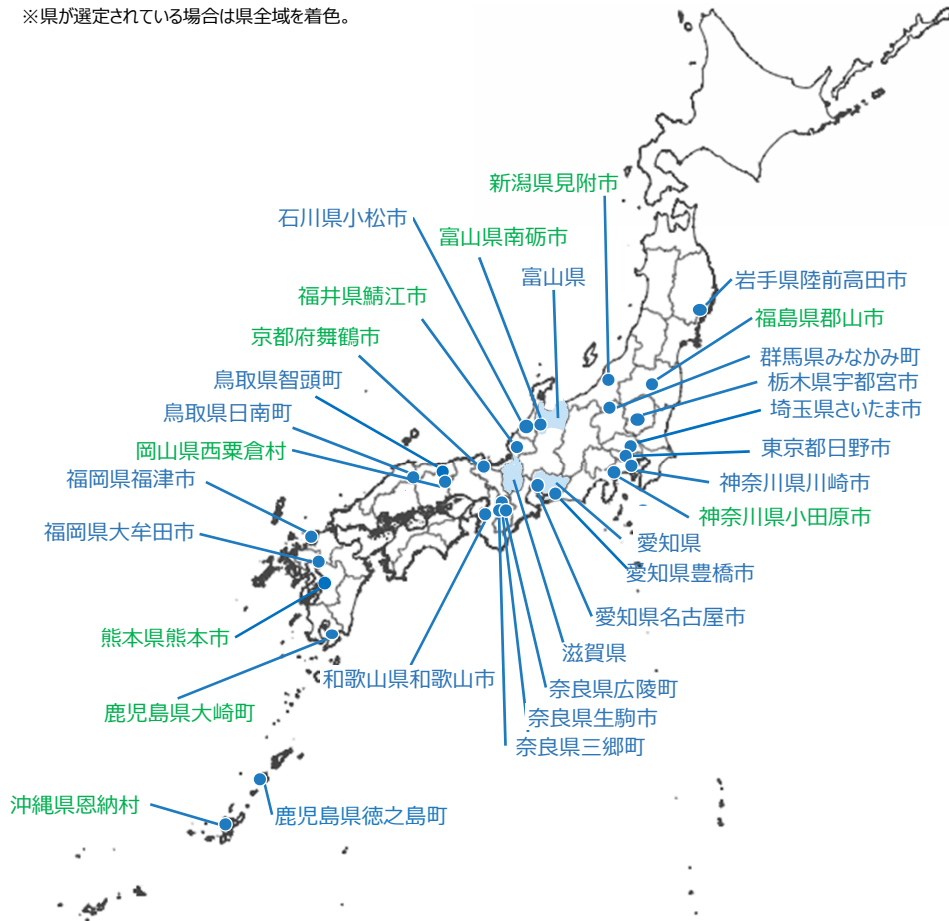 ※県が選定されている場合は県全域を着色。
新潟県見附市
石川県小松市
富山県南砺市
富山県
岩手県陸前高田市
福井県鯖江市
福島県郡山市
京都府舞鶴市
群馬県みなかみ町
鳥取県智頭町
栃木県宇都宮市
鳥取県日南町
埼玉県さいたま市
岡山県西粟倉村
東京都日野市
福岡県福津市
神奈川県川崎市
神奈川県小田原市
福岡県大牟田市
愛知県
愛知県豊橋市
愛知県名古屋市
熊本県熊本市
滋賀県
和歌山県和歌山市
奈良県広陵町
鹿児島県大崎町
奈良県生駒市
奈良県三郷町
沖縄県恩納村
鹿児島県徳之島町